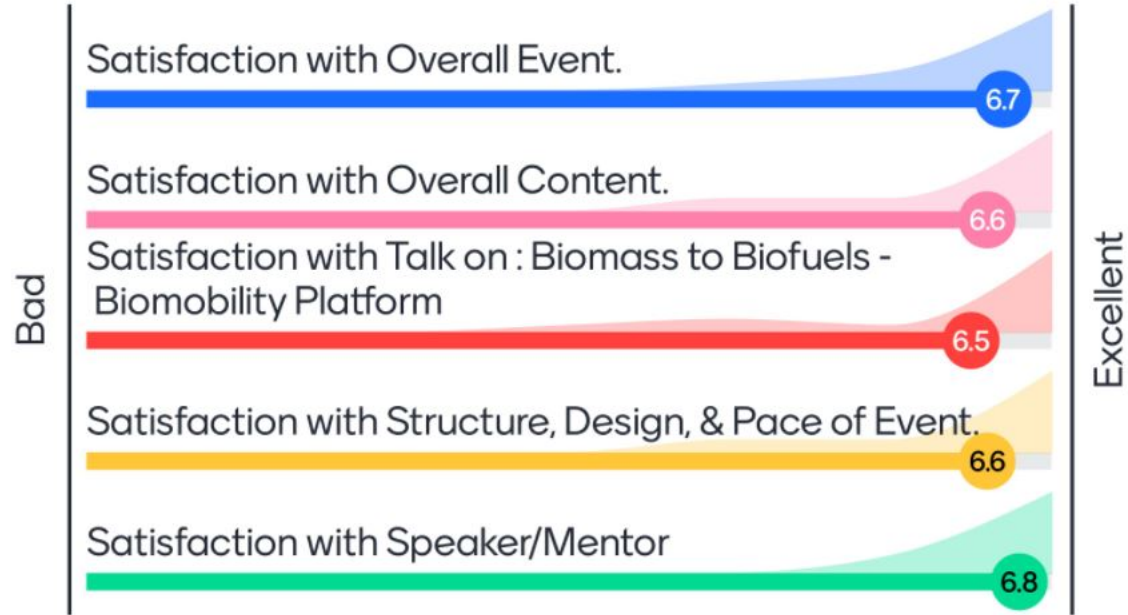 Satisfaction with Overall Event.
6.7
Satisfaction with Overall Content.
6.6
Satisfaction with Talk on : Biomass to Biofuels -
Biomobility Platform
6.5
Satisfaction with Structure, Design, & Pace of Event.
6.6
Satisfaction with Speaker/Mentor
6.8
Bad
Excellent